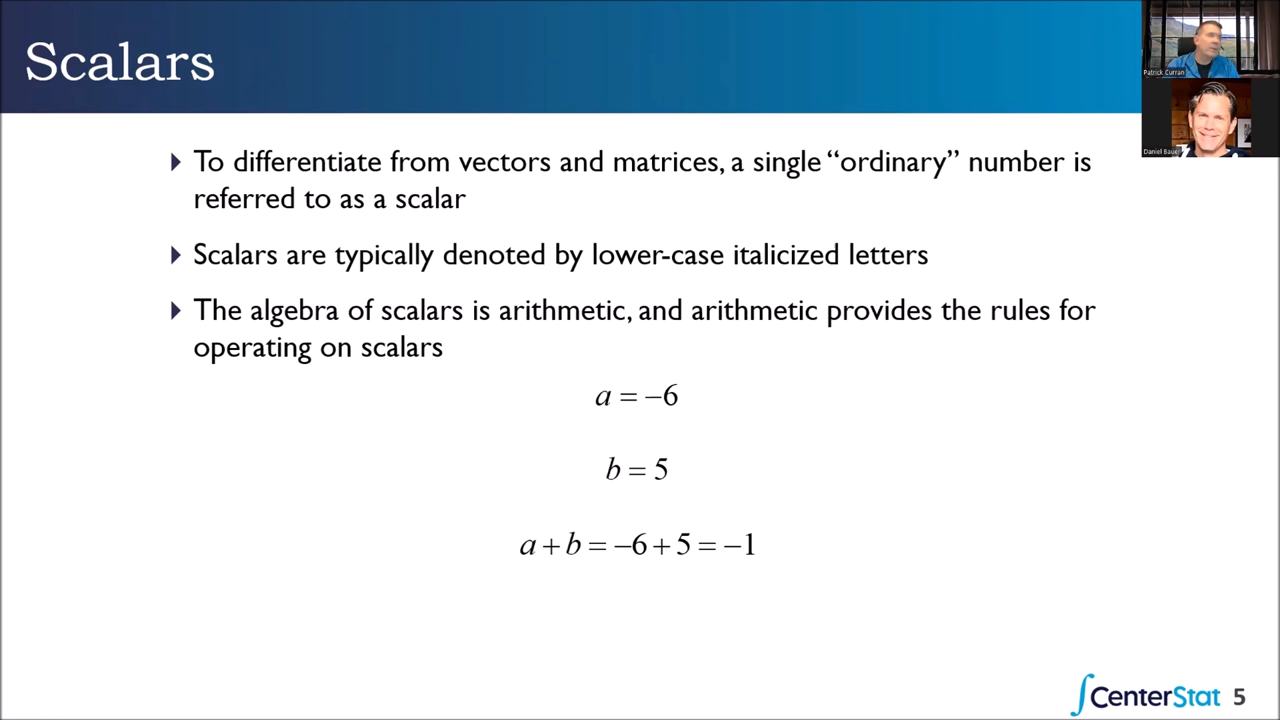 Scalars
Patrick Curran
Daniel Bauer
To differentiate from vectors and matrices, a single “ordinary” number is
referred to as a scalar
Scalars are typically denoted by lower-case italicized letters
The algebra of scalars is arithmetic, and arithmetic provides the rules for
operating on scalars
a = −6
b = 5
a + b = −6 + 5 = −1
CenterStat 5